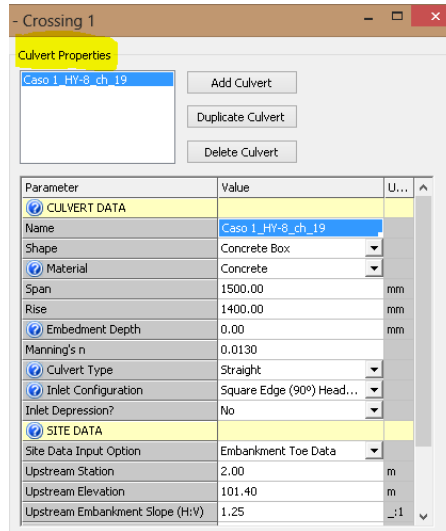 - Crossing 1
Culvert Properties
Caso 1_HY-8_ch_19
Add Culvert
Duplicate Culvert
Delete Culvert
Parameter Value U...
CULVERT DATA
Name Caso 1_HY-8_ch_19
Shape Concrete Box
Material Concrete
Span 1500.00 mm
Rise 1400.00 mm
Embedment Depth 0.00 mm
Manning's n 0.0130
Culvert Type Straight
Inlet Configuration Square Edge (90º) Head...
Inlet Depression? No
SITE DATA
Site Data Input Option Embankment Toe Data
Upstream Station 2.00 m
Upstream Elevation 101.40 m
Upstream Embankment Slope (H:V) 1.25 _:1